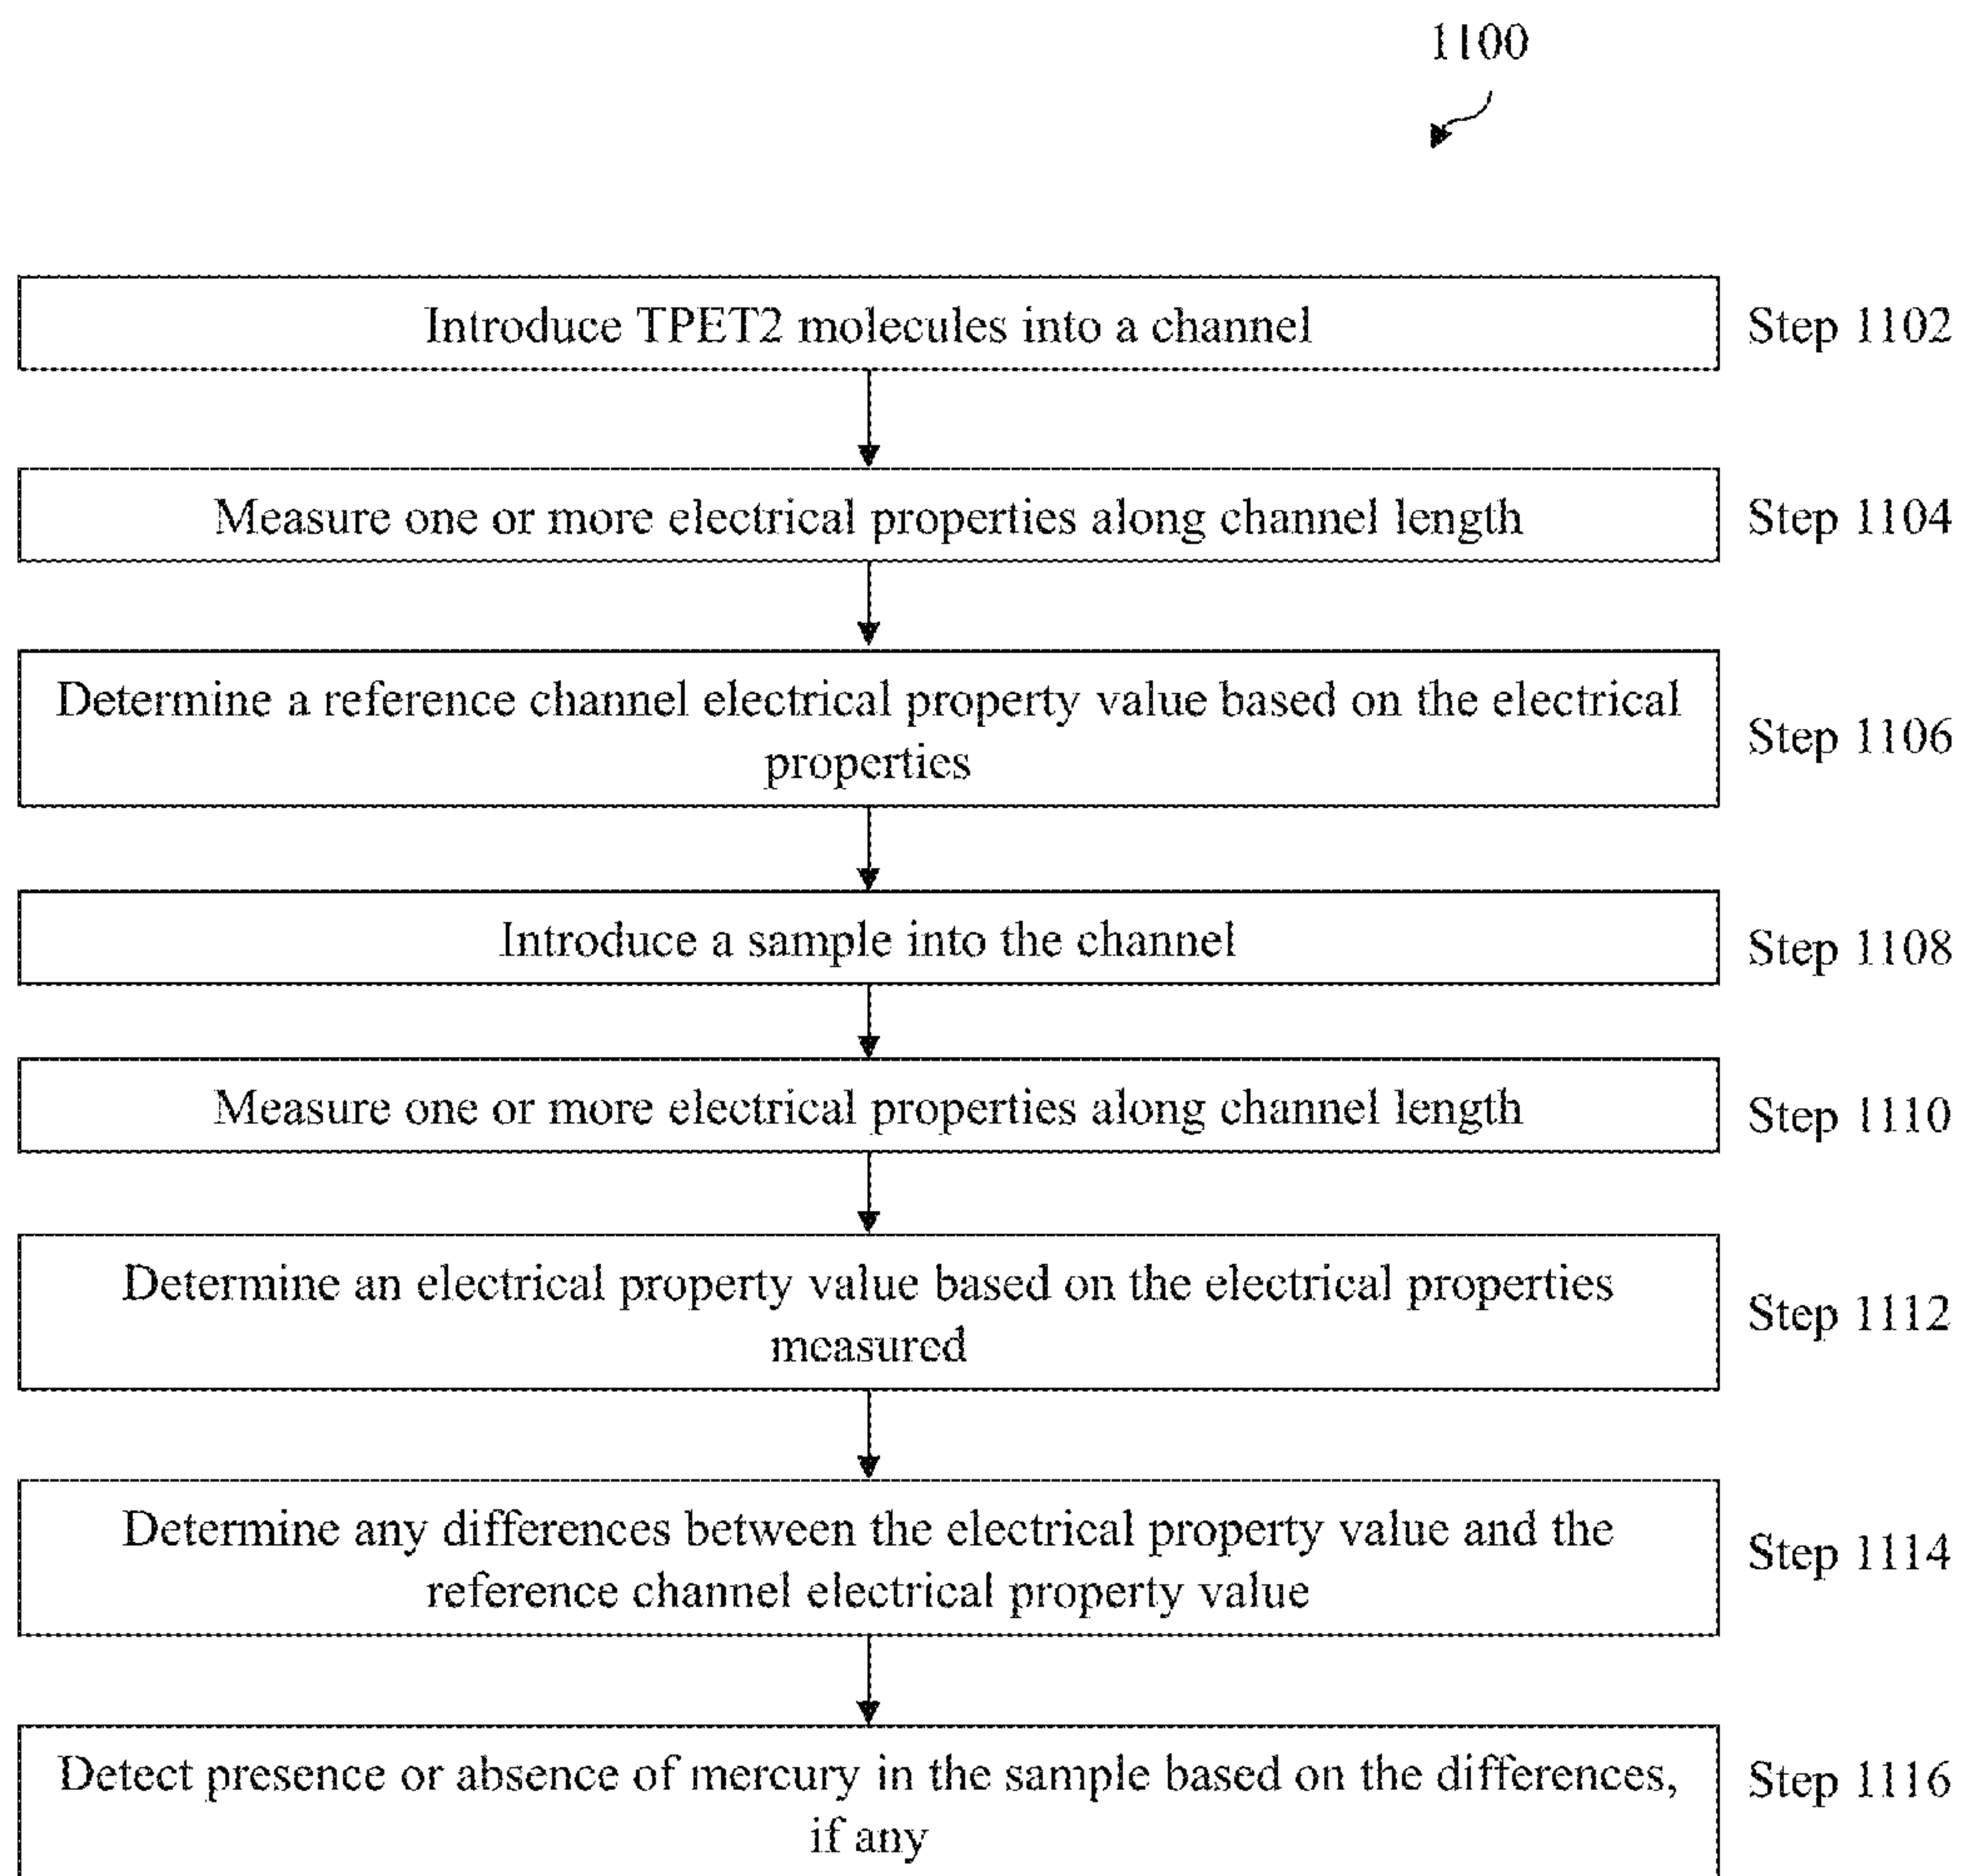 1100
Introduce TPET2 molecules into a channel
Step 1102
Measure one or more electrical properties along channel length
Step 1104
Determine a reference channel electrical property value based on the electrical
properties
Step 1106
Introduce a sample into the channel
Step 1108
Measure one or more electrical properties along channel length
Step 1110
Determine an electrical property value based on the electrical properties
measured
Step 1112
Determine any differences between the electrical property value and the
reference channel electrical property value
Step 1114
Detect presence or absence of mercury in the sample based on the differences,
if any
Step 1116